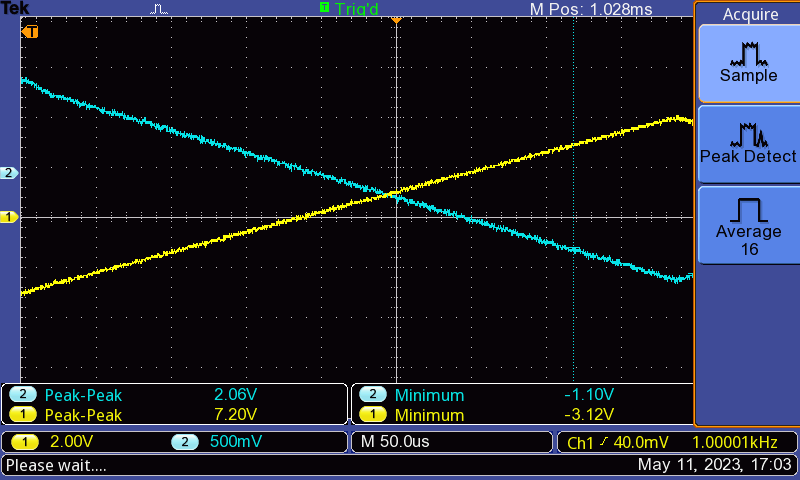 Tek T Trig'd M Pos: 1.028ms
Acquire
T
Sample
Peak Detect
2
1
Average
16
2 Peak-Peak 2.06V 2 Minimum -1.10V
1 Peak-Peak 7.20V 1 Minimum -3.12V
1 2.00V 2 500mV M 50.0us Ch1 40.0mV 1.00001kHz
Please wait.... May 11, 2023, 17:03